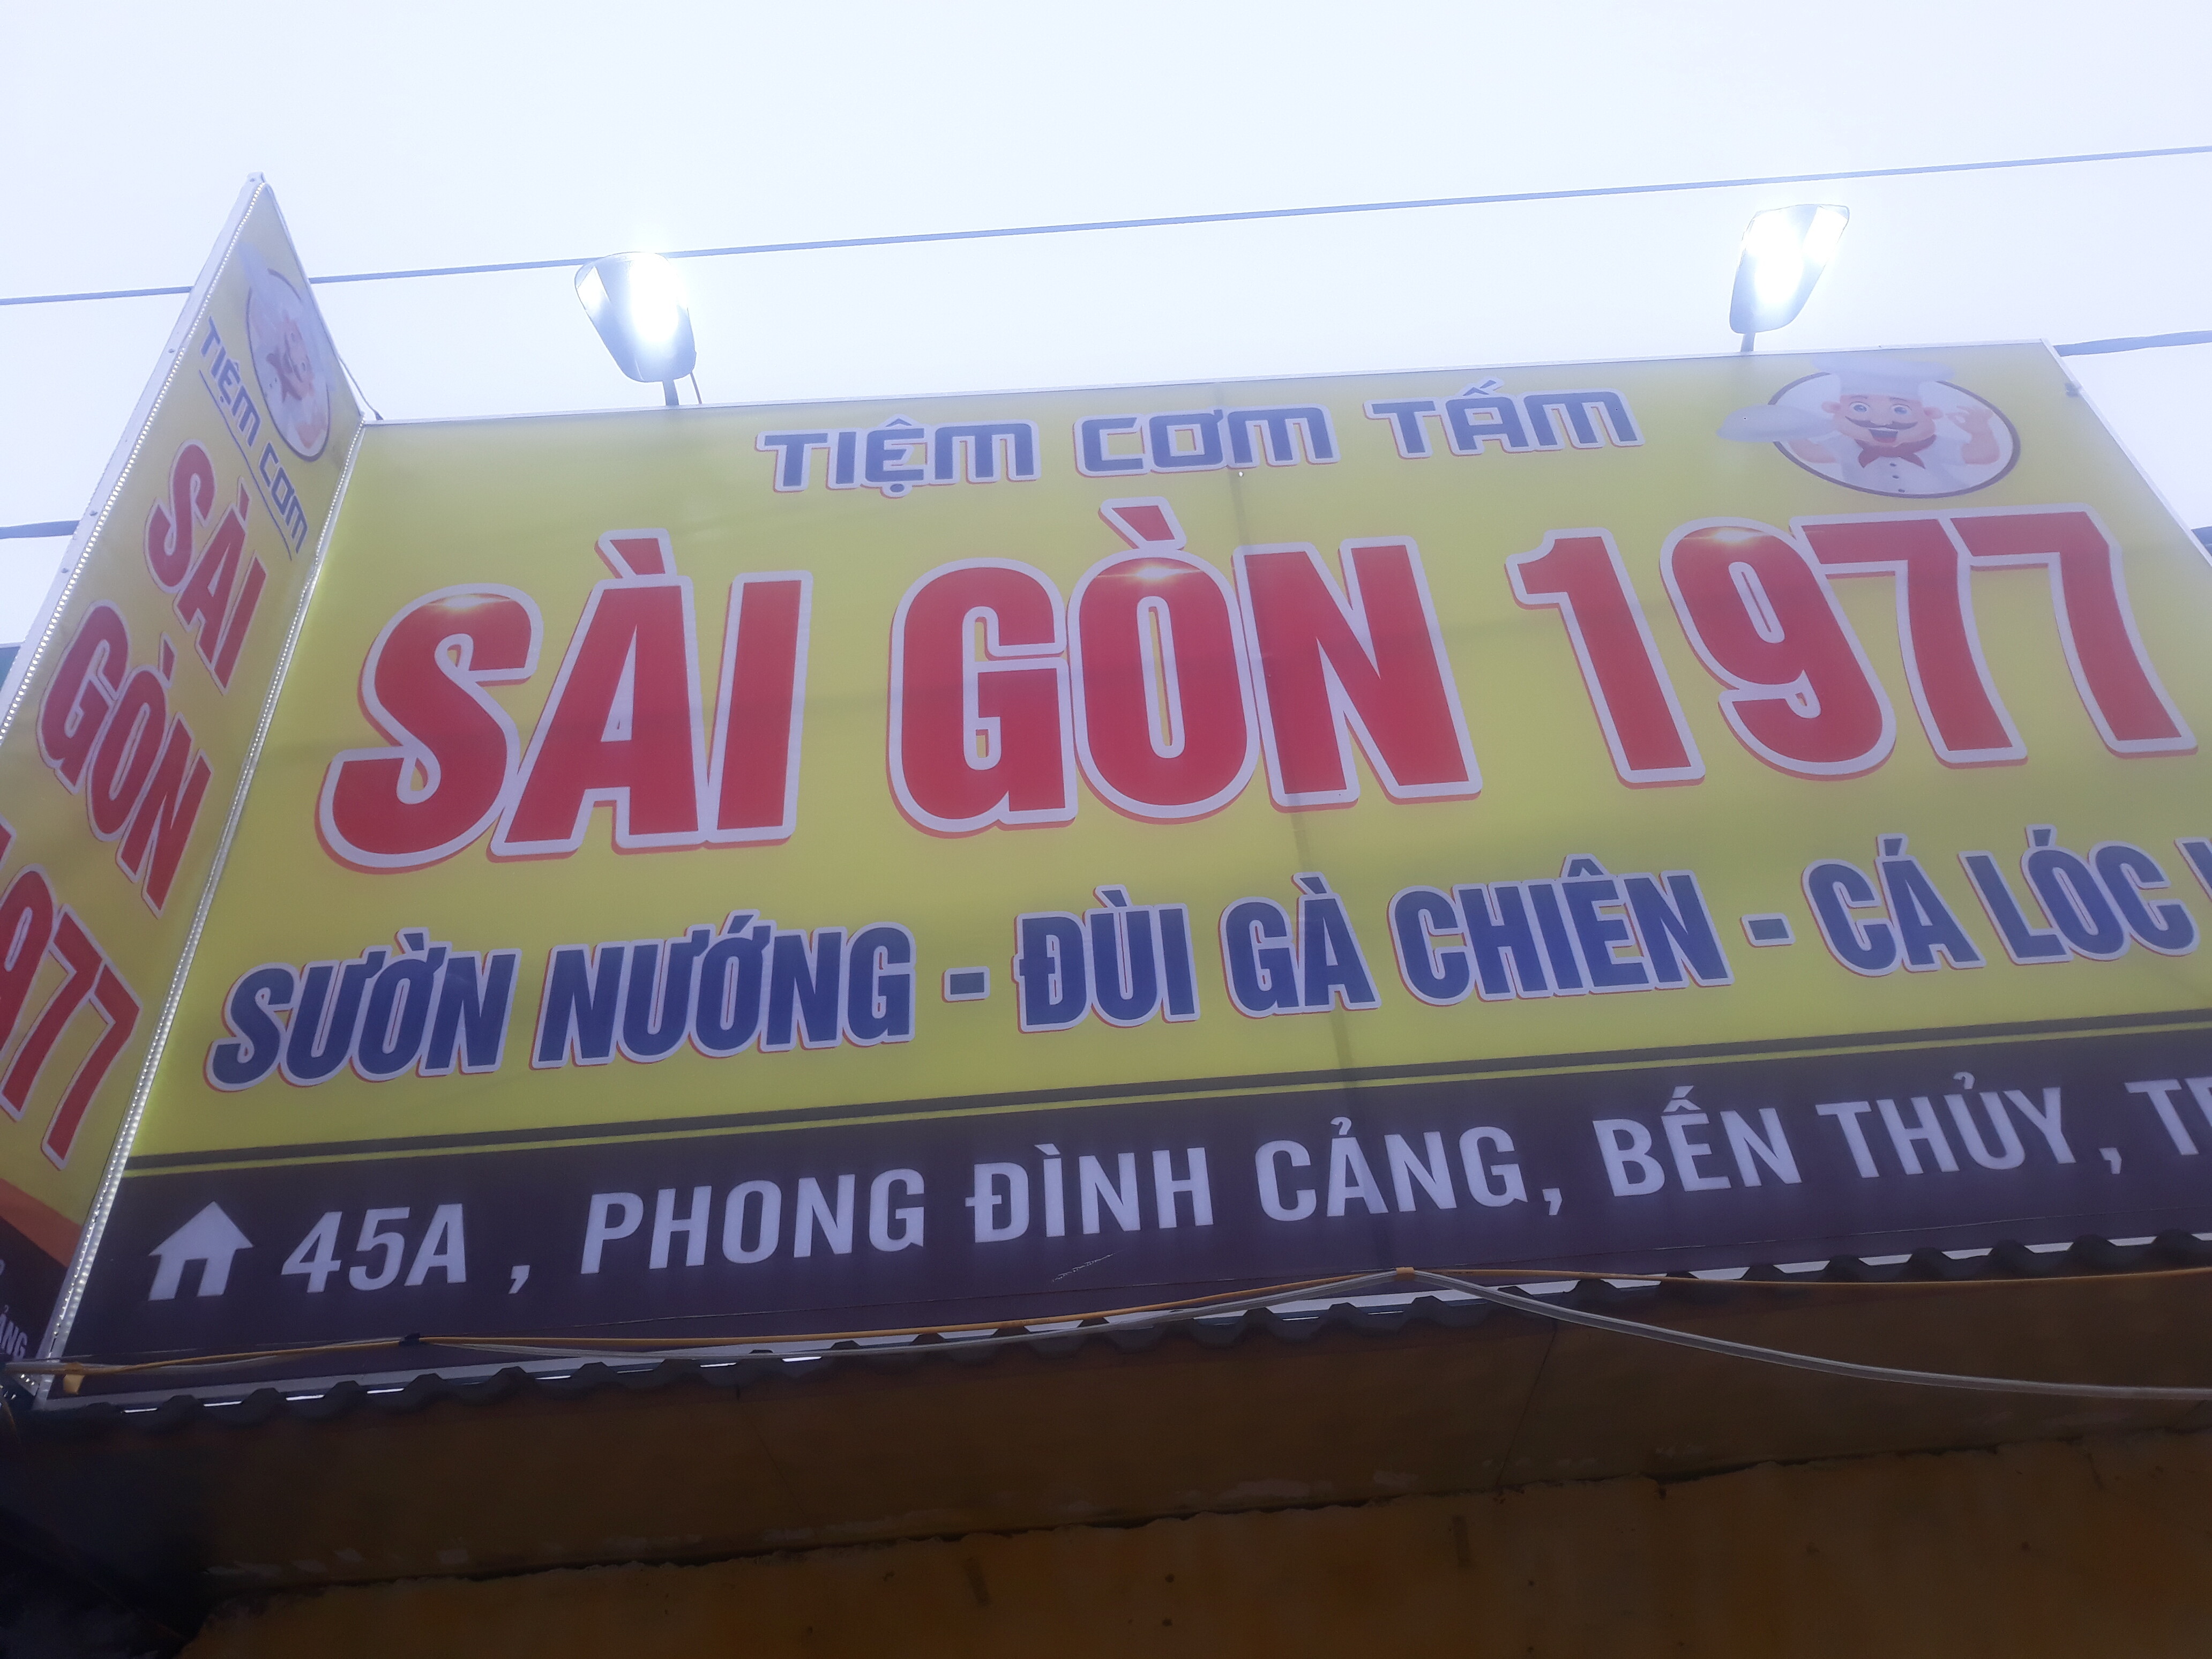 TIỆM CƠM TẤM
SÀI GÒN 1977
SƯỜN NƯỚNG - ĐÙI GÀ CHIÊN - CÁ LÓC
45A , PHONG ĐÌNH CẢNG, BẾN THỦY,
TIỆM CƠM
SÀI
GÒN
1977